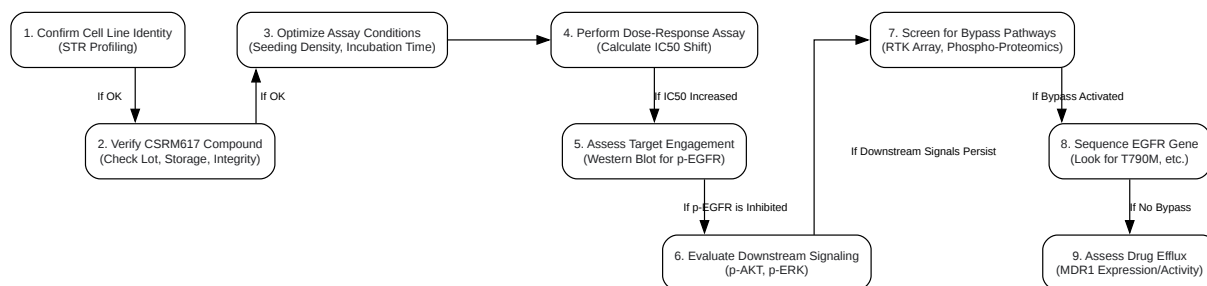 1. Confirm Cell Line Identity
(STR Profiling)
If OK
2. Verify CSRM617 Compound
(Check Lot, Storage, Integrity)
If OK
3. Optimize Assay Conditions
(Seeding Density, Incubation Time)
4. Perform Dose-Response Assay
(Calculate IC50 Shift)
If IC50 Increased
5. Assess Target Engagement
(Western Blot for p-EGFR)
If p-EGFR is Inhibited
6. Evaluate Downstream Signaling
(p-AKT, p-ERK)
If Downstream Signals Persist
7. Screen for Bypass Pathways
(RTK Array, Phospho-Proteomics)
If Bypass Activated
8. Sequence EGFR Gene
(Look for T790M, etc.)
If No Bypass
9. Assess Drug Efflux
(MDR1 Expression/Activity)